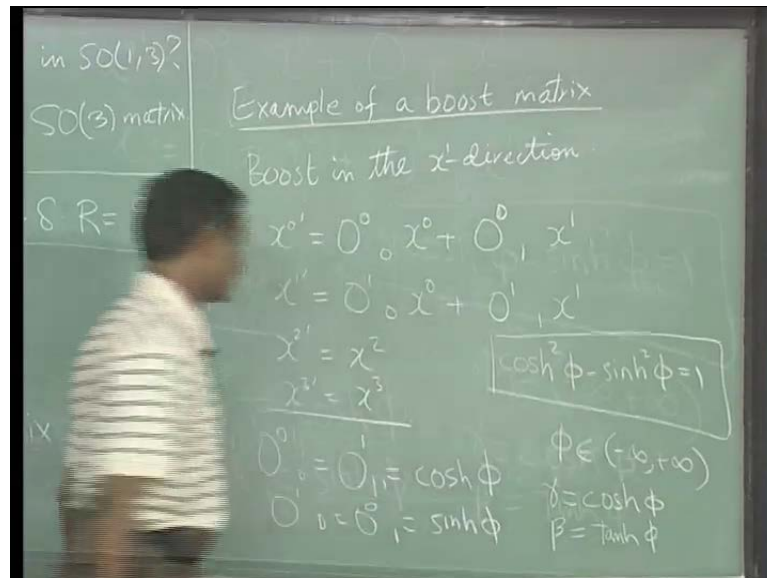 in SO(1,3)?
SO(3) matrix
& R=
ix
Example of a boost matrix
Boost in the x¹-direction
x⁰' = O⁰₀ x⁰ + O⁰₁ x¹
x¹' = O¹₀ x⁰ + O¹₁ x¹
x²' = x²
x³' = x³
cosh²φ - sinh²φ = 1
O⁰₀ = O¹₁ = cosh φ
O¹₀ = O⁰₁ = sinh φ
φ ∈ (-∞, +∞)
γ = cosh φ
β = tanh φ